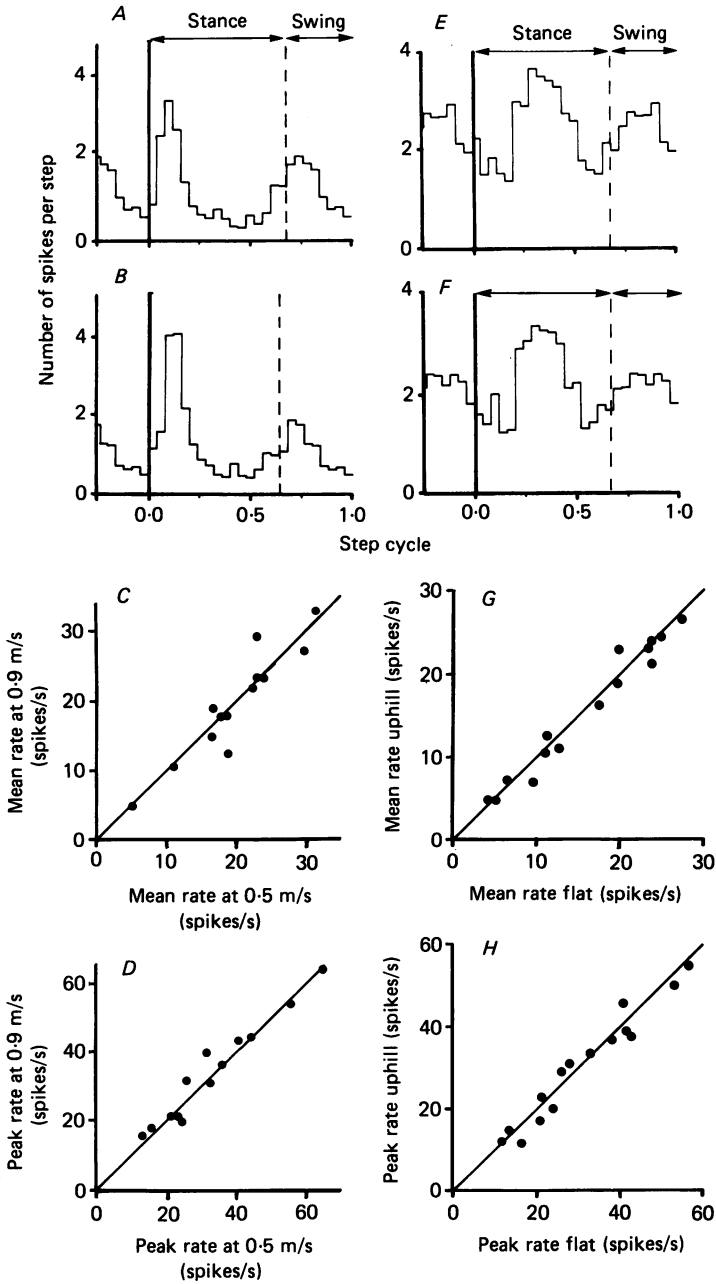 A
Stance
Swing
4
2
0
B
4
2
0
0·0
0·5
1·0
Number of spikes per step
E
Stance
Swing
4
2
0
F
4
2
0
0·0
0·5
1·0
Step cycle
C
30
20
10
0
0
10
20
30
Mean rate at 0·9 m/s
(spikes/s)
Mean rate at 0·5 m/s
(spikes/s)
G
30
20
10
0
0
10
20
30
Mean rate uphill (spikes/s)
Mean rate flat (spikes/s)
D
60
40
20
0
0
20
40
60
Peak rate at 0·9 m/s
(spikes/s)
Peak rate at 0·5 m/s
(spikes/s)
H
60
40
20
0
0
20
40
60
Peak rate uphill (spikes/s)
Peak rate flat (spikes/s)